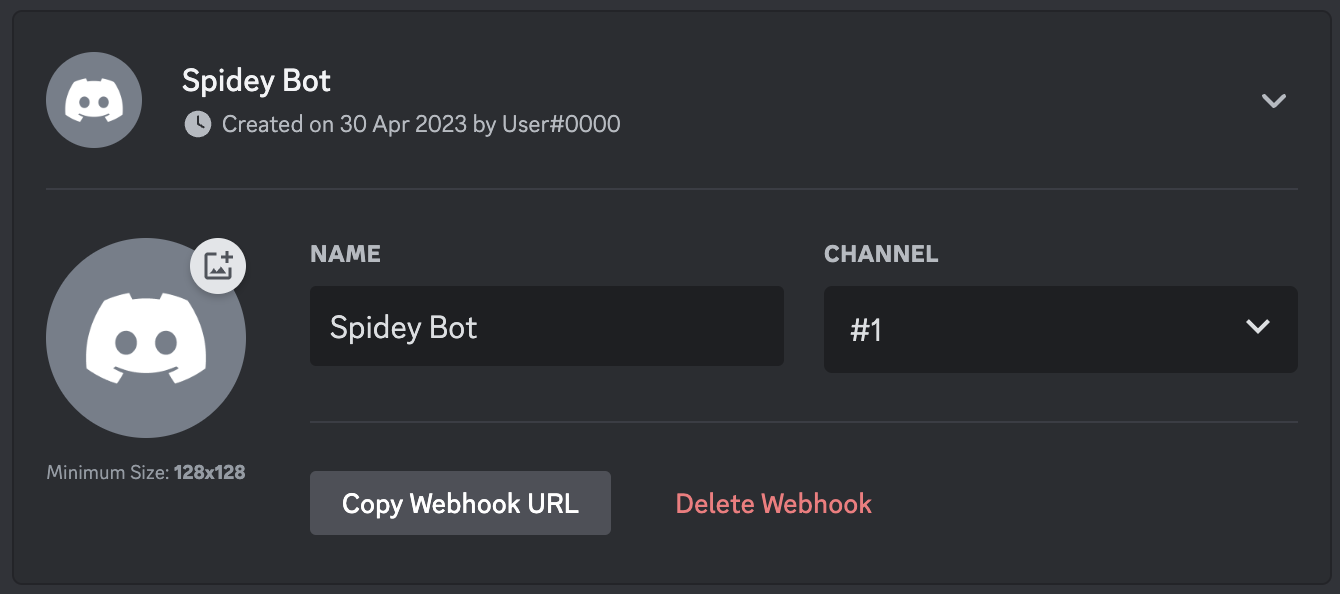 Spidey Bot
Created on 30 Apr 2023 by User#0000
NAME
CHANNEL
Spidey Bot
#1
Minimum Size: 128x128
Copy Webhook URL
Delete Webhook